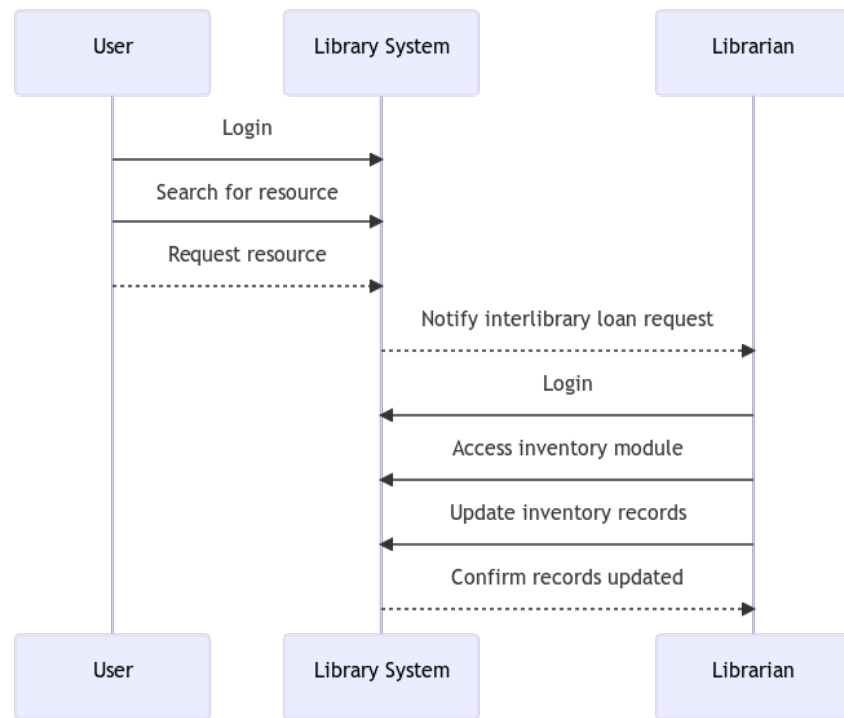 User
Library System
Librarian
Login
Search for resource
Request resource
Notify interlibrary loan request
Login
Access inventory module
Update inventory records
Confirm records updated
User
Library System
Librarian